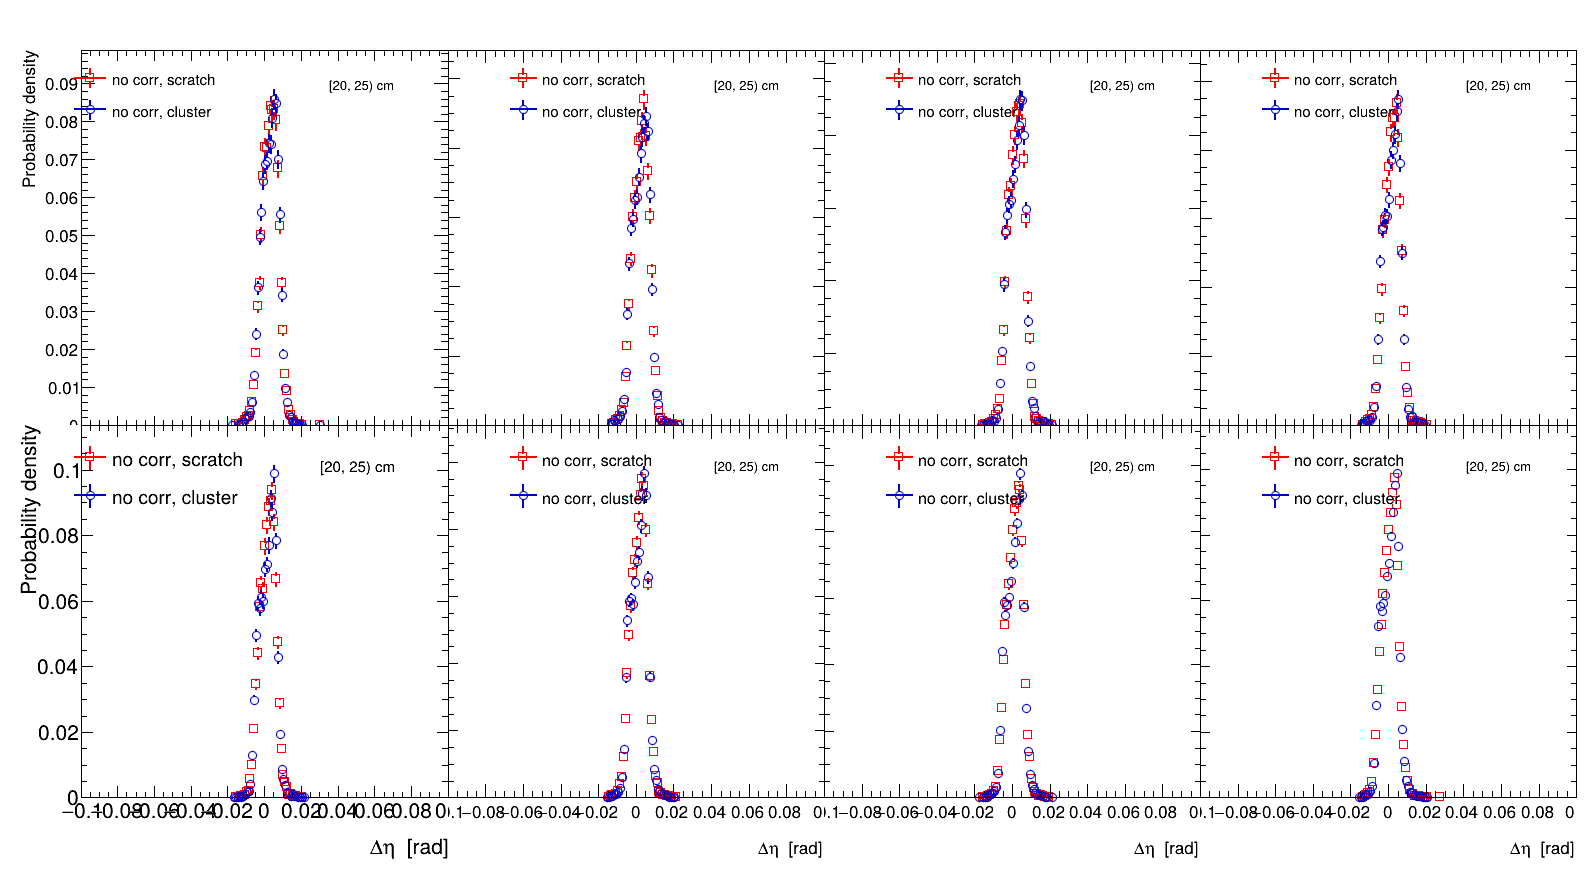 Probability density
0.09
0.08
0.07
0.06
0.05
0.04
0.03
0.02
0.01
no corr, scratch
no corr, cluster
[20, 25) cm
no corr, scratch
no corr, cluster
[20, 25) cm
no corr, scratch
no corr, cluster
[20, 25) cm
no corr, scratch
no corr, cluster
[20, 25) cm
Probability density
0.1
0.08
0.06
0.04
0.02
0
no corr, scratch
no corr, cluster
[20, 25) cm
no corr, scratch
no corr, cluster
[20, 25) cm
no corr, scratch
no corr, cluster
[20, 25) cm
no corr, scratch
no corr, cluster
[20, 25) cm
−0.1 −0.08 −0.06 −0.04 −0.02 0 0.02 0.04 0.06 0.08 0.1 −0.08 −0.06 −0.04 −0.02 0 0.02 0.04 0.06 0.08 0.1 −0.08 −0.06 −0.04 −0.02 0 0.02 0.04 0.06 0.08 0.1 −0.08 −0.06 −0.04 −0.02 0 0.02 0.04 0.06 0.08 0
Δη [rad] Δη [rad] Δη [rad] Δη [rad]